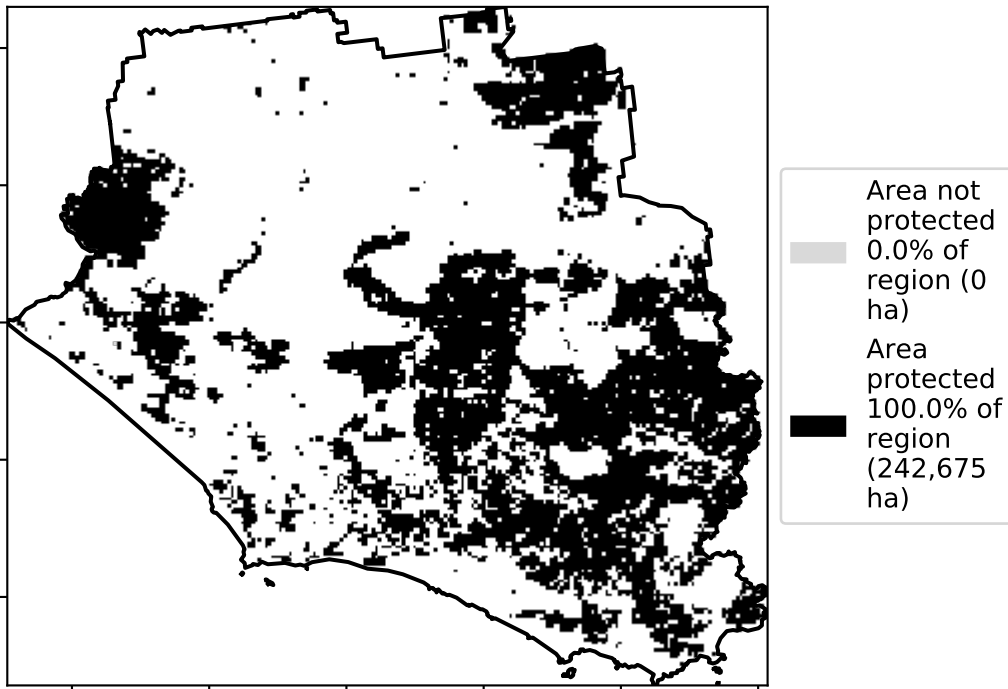 Area not
protected
0.0% of
region (0
ha)
Area
protected
100.0% of
region
(242,675
ha)